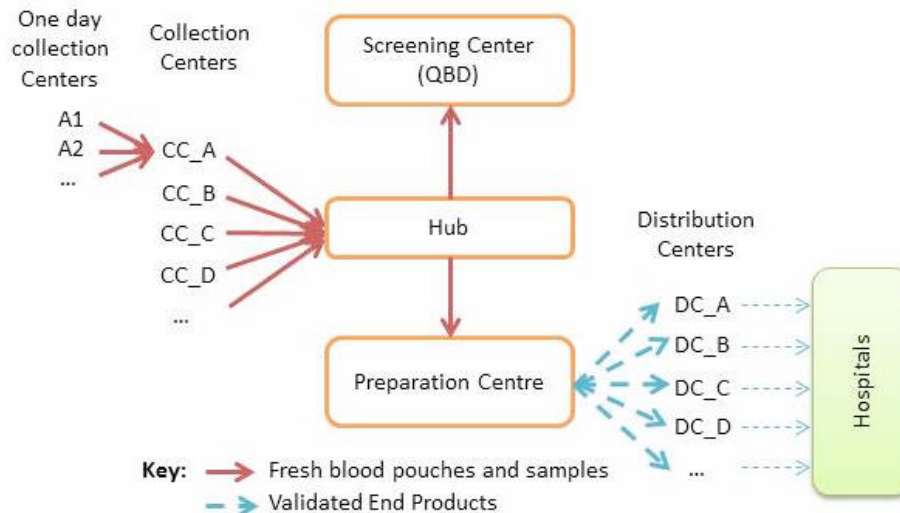 One day
collection
Centers
Collection
Centers
Screening Center
(QBD)
A1
A2
...
CC_A
CC_B
CC_C
CC_D
...
Hub
Distribution
Centers
DC_A
DC_B
DC_C
DC_D
...
Preparation Centre
Hospitals
Key:
Fresh blood pouches and samples
Validated End Products